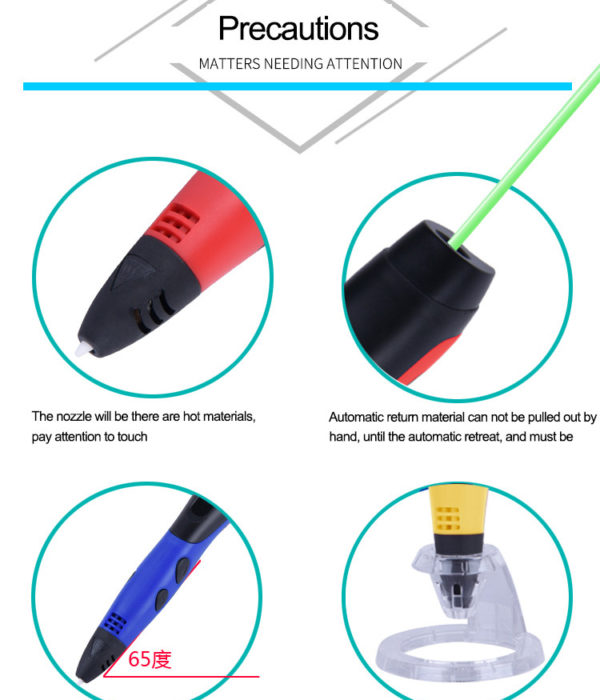 Precautions
MATTERS NEEDING ATTENTION
The nozzle will be there are hot materials,
pay attention to touch
Automatic return material can not be pulled out by
hand, until the automatic retreat, and must be
65度